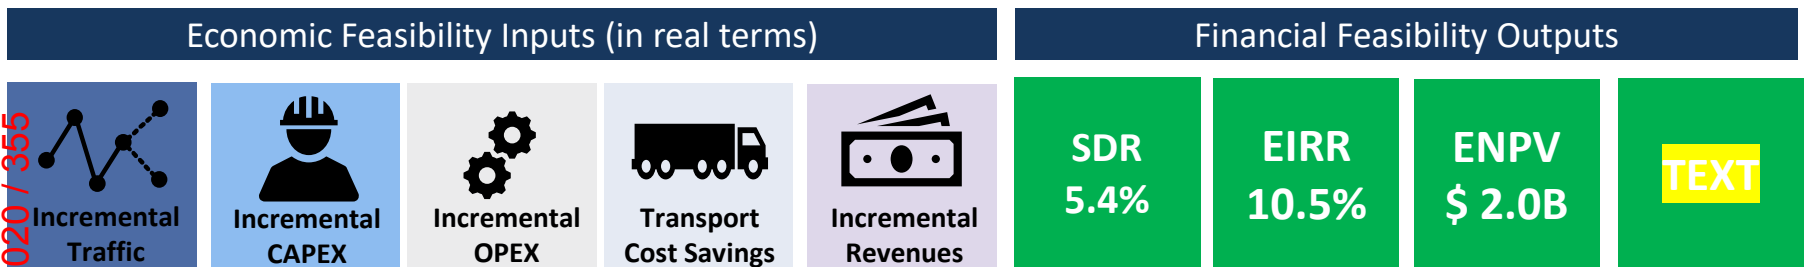 Economic Feasibility Inputs (in real terms)
Financial Feasibility Outputs
020 / 355
Incremental
Traffic
Incremental
CAPEX
Incremental
OPEX
Transport
Cost Savings
Incremental
Revenues
SDR
5.4%
EIRR
10.5%
ENPV
$ 2.0B
TEXT